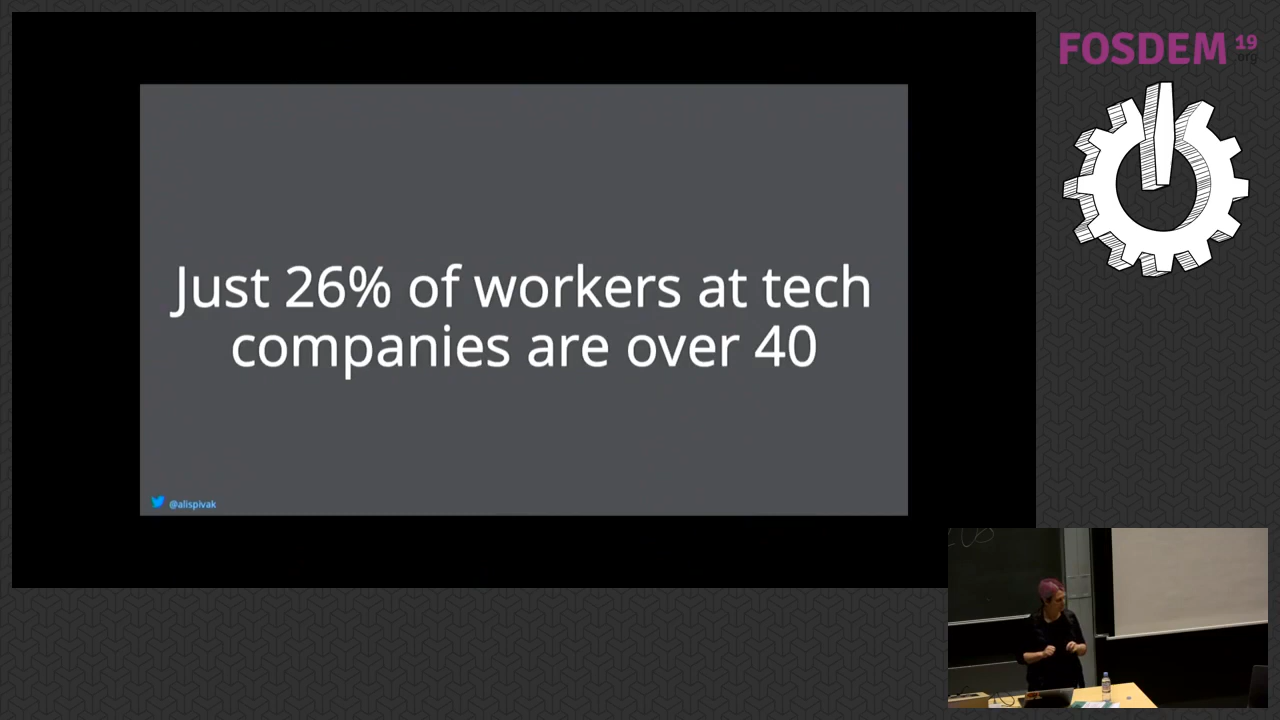 FOSDEM 19
.org
Just 26% of workers at tech
companies are over 40
@alispivak